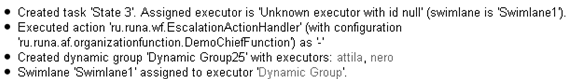 • Created task 'State 3'. Assigned executor is 'Unknown executor with id null' (swimlane is 'Swimlane1').
• Executed action 'ru.runa.wf.EscalationActionHandler' (with configuration
'ru.runa.af.organizationfunction.DemoChiefFunction') as '-'
• Created dynamic group 'Dynamic Group25' with executors: attila, nero
• Swimlane 'Swimlane1' assigned to executor 'Dynamic Group'.